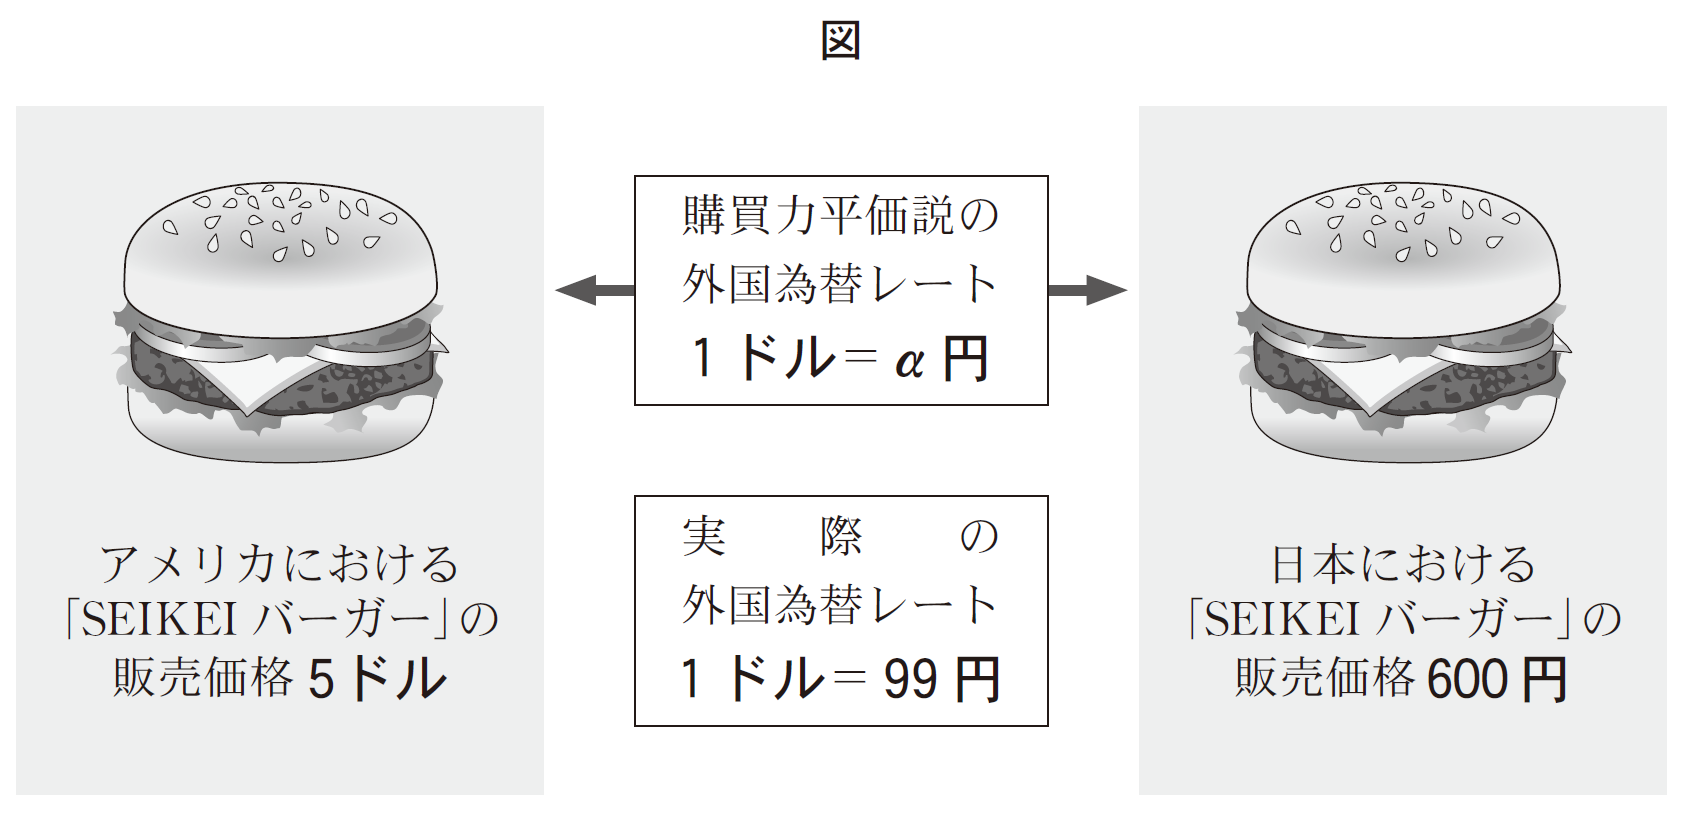 図
アメリカにおける
「SEIKEI バーガー」の
販売価格 5 ドル
購買力平価説の
外国為替レート
1 ドル＝ α 円
実際の
外国為替レート
1 ドル＝ 99 円
日本における
「SEIKEI バーガー」の
販売価格 600 円